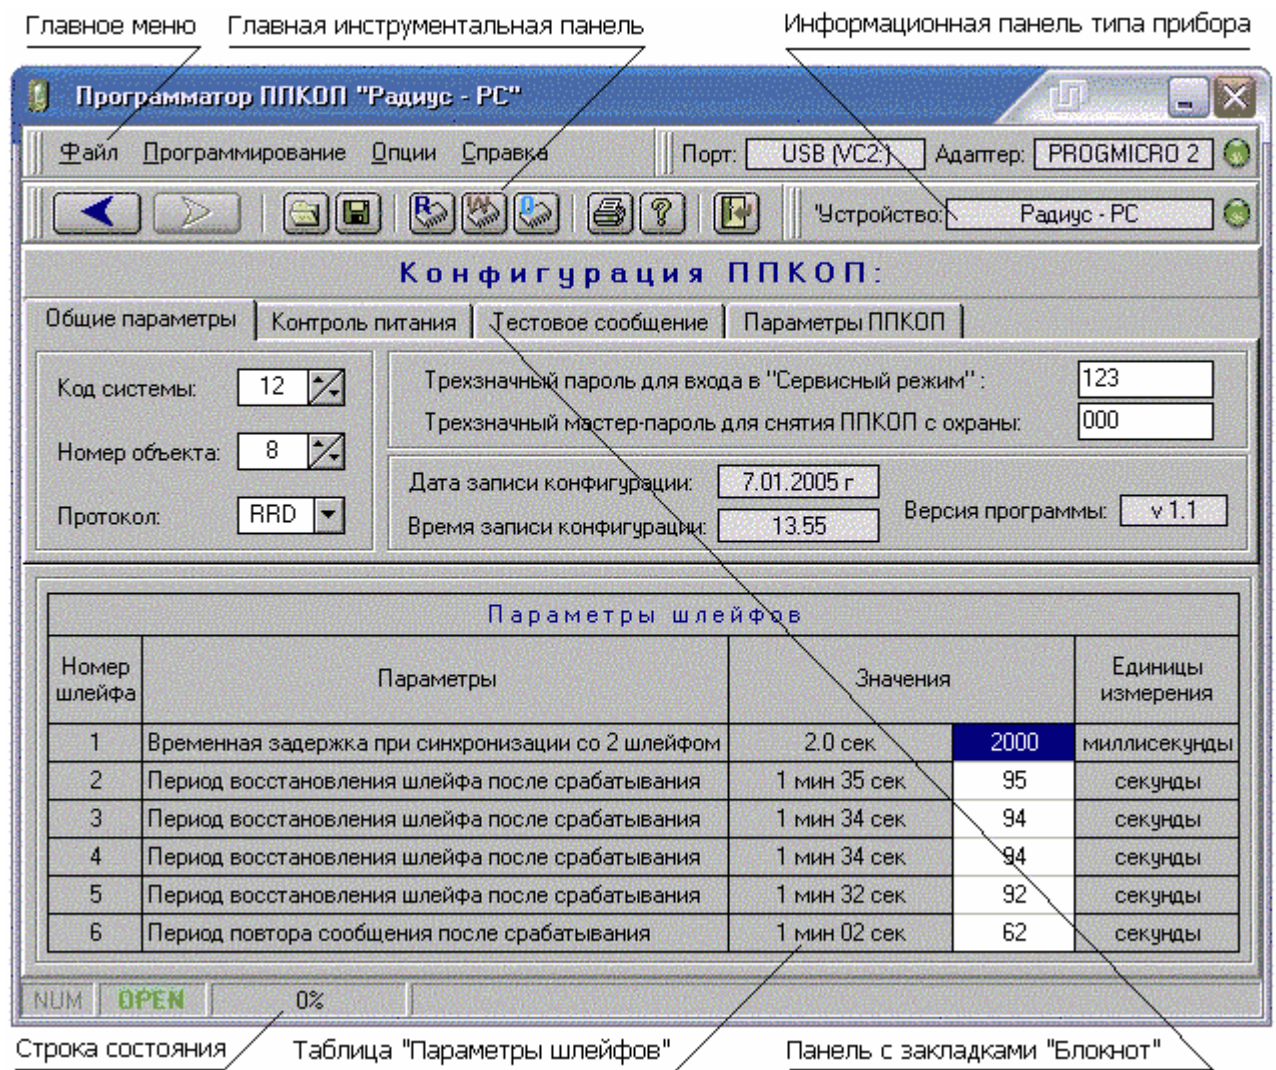 Главное меню Главная инструментальная панель Информационная панель типа прибора
Программатор ППКОП "Радиус - РС"
Файл Программирование Опции Справка Порт: USB (VC2:) Адаптер: PROGMICRO 2
R W 0 ? Устройство: Радиус - РС
Конфигурация ППКОП:
Общие параметры Контроль питания Тестовое сообщение Параметры ППКОП
Код системы: 12 Трехзначный пароль для входа в "Сервисный режим" : 123
Трехзначный мастер-пароль для снятия ППКОП с охраны: 000
Номер объекта: 8
Дата записи конфигурации: 7.01.2005 г
Протокол: RRD Время записи конфигурации: 13.55 Версия программы: v 1.1
Параметры шлейфов
Номер шлейфа Параметры Значения Единицы измерения
1 Временная задержка при синхронизации со 2 шлейфом 2.0 сек 2000 миллисекунды
2 Период восстановления шлейфа после срабатывания 1 мин 35 сек 95 секунды
3 Период восстановления шлейфа после срабатывания 1 мин 34 сек 94 секунды
4 Период восстановления шлейфа после срабатывания 1 мин 34 сек 94 секунды
5 Период восстановления шлейфа после срабатывания 1 мин 32 сек 92 секунды
6 Период повтора сообщения после срабатывания 1 мин 02 сек 62 секунды
NUM OPEN 0%
Строка состояния Таблица "Параметры шлейфов" Панель с закладками "Блокнот"